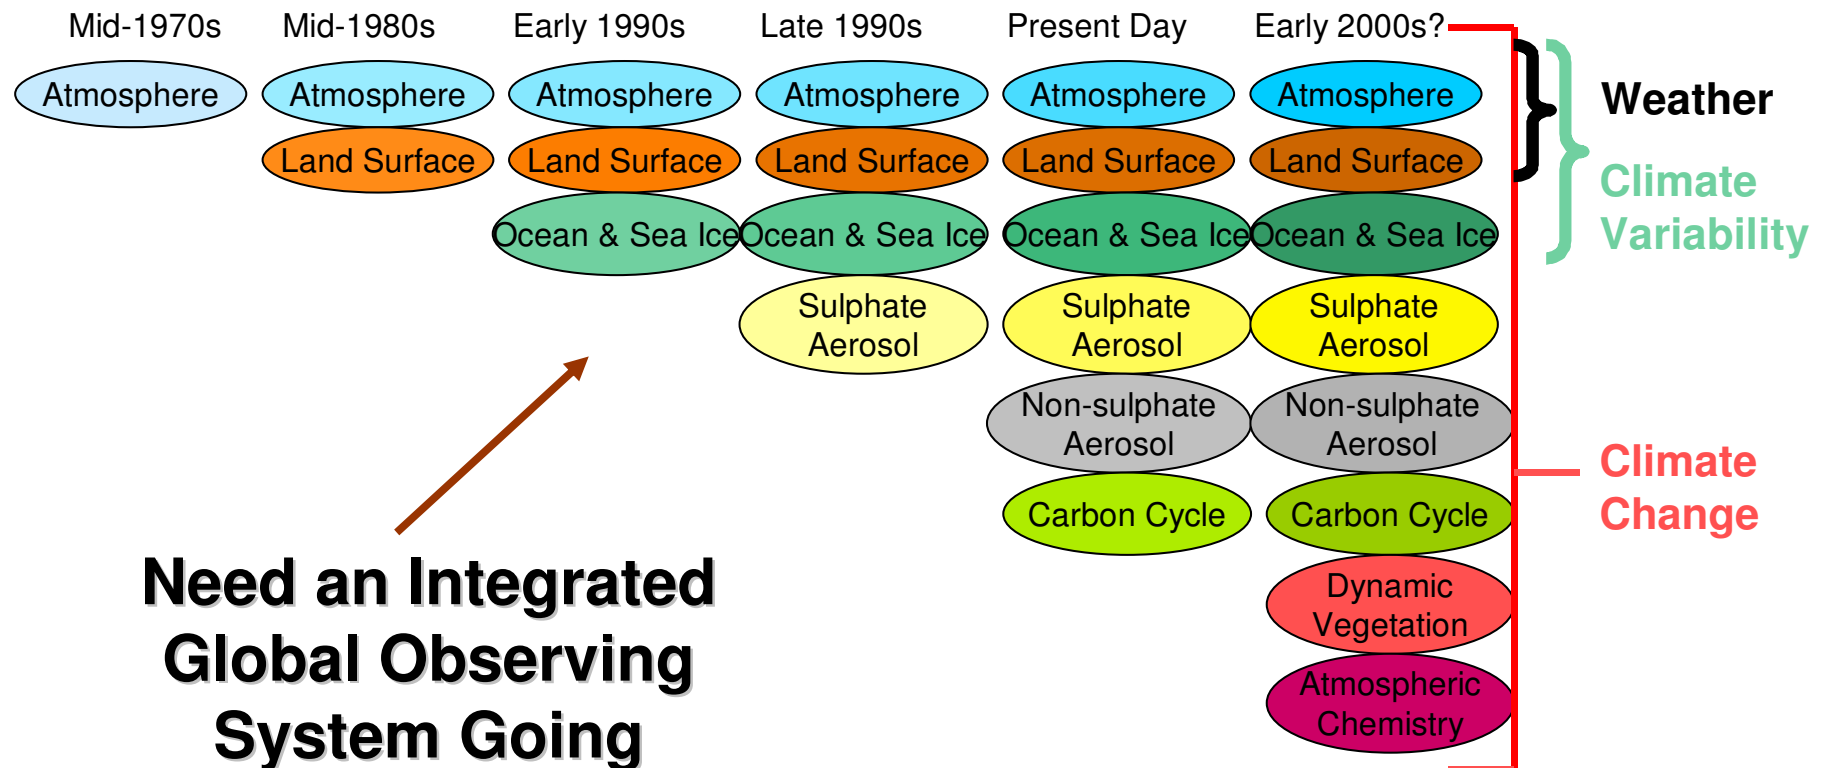 Mid-1970s Mid-1980s Early 1990s Late 1990s Present Day Early 2000s?
Atmosphere Atmosphere Atmosphere Atmosphere Atmosphere Atmosphere
Weather
Land Surface Land Surface Land Surface Land Surface Land Surface
Climate
Variability
Ocean & Sea Ice Ocean & Sea Ice Ocean & Sea Ice Ocean & Sea Ice
Sulphate Sulphate Sulphate
Aerosol Aerosol Aerosol
Non-sulphate Non-sulphate
Aerosol Aerosol
Climate
Change
Carbon Cycle Carbon Cycle
Dynamic
Vegetation
Atmospheric
Chemistry
Need an Integrated
Global Observing
System Going